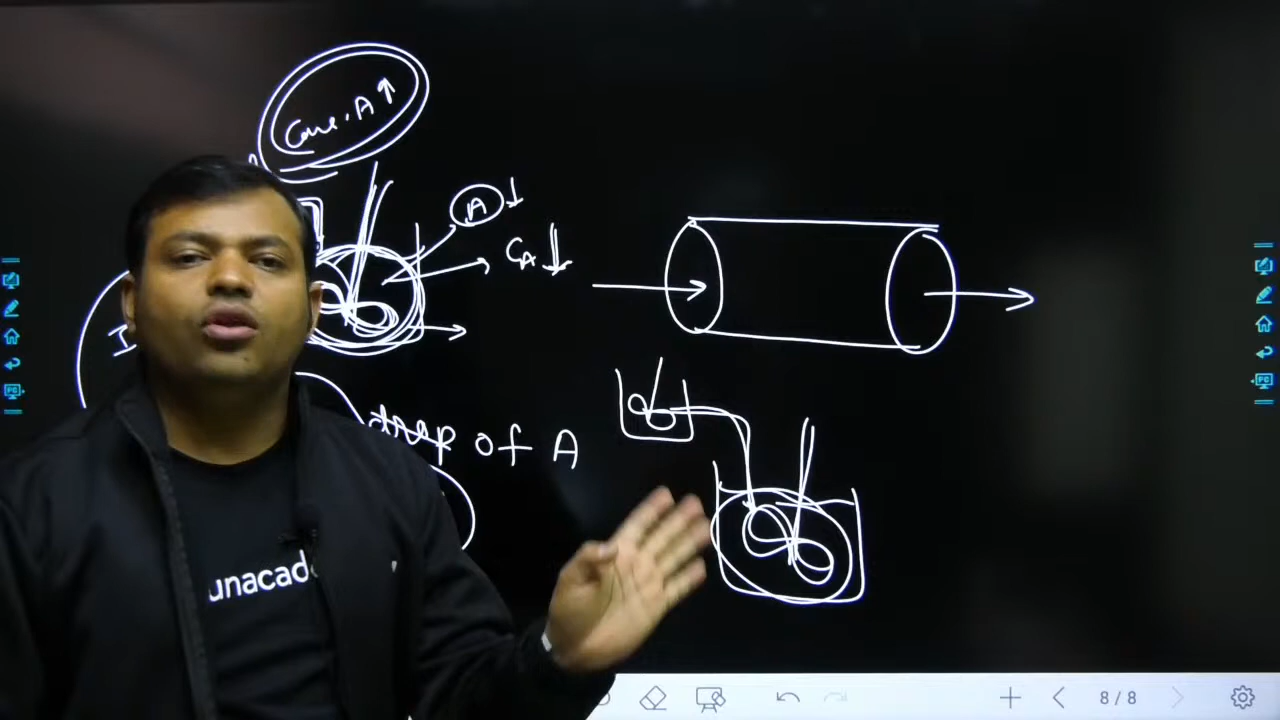 Conc. A ↑
A ↓
CA ↓
I
drop of A
unacad
8/8